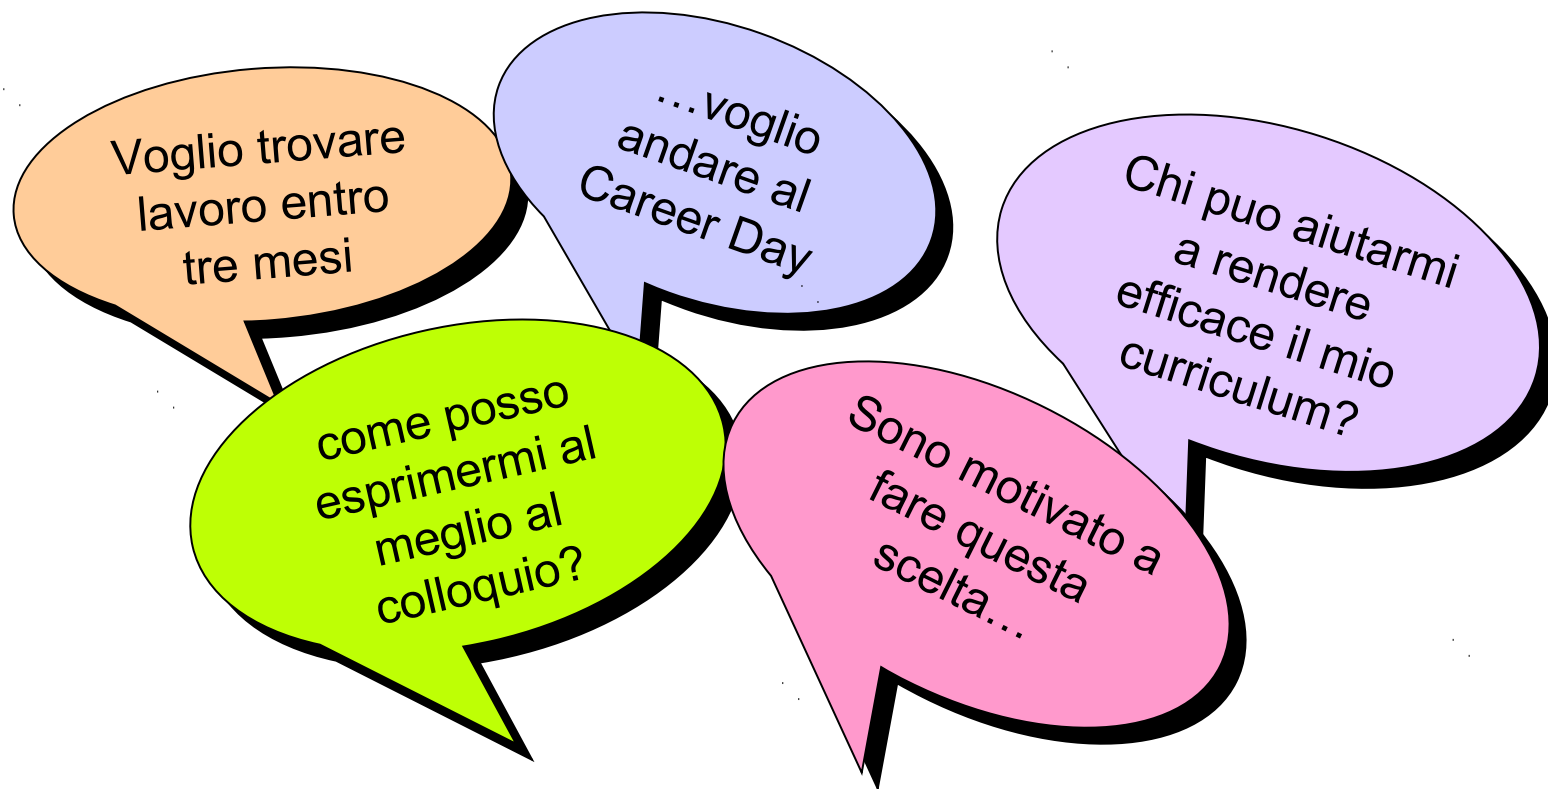 Voglio trovare
lavoro entro
tre mesi
…voglio
andare al
Career Day
Chi puo aiutarmi
a rendere
efficace il mio
curriculum?
come posso
esprimermi al
meglio al
colloquio?
Sono motivato a
fare questa
scelta…